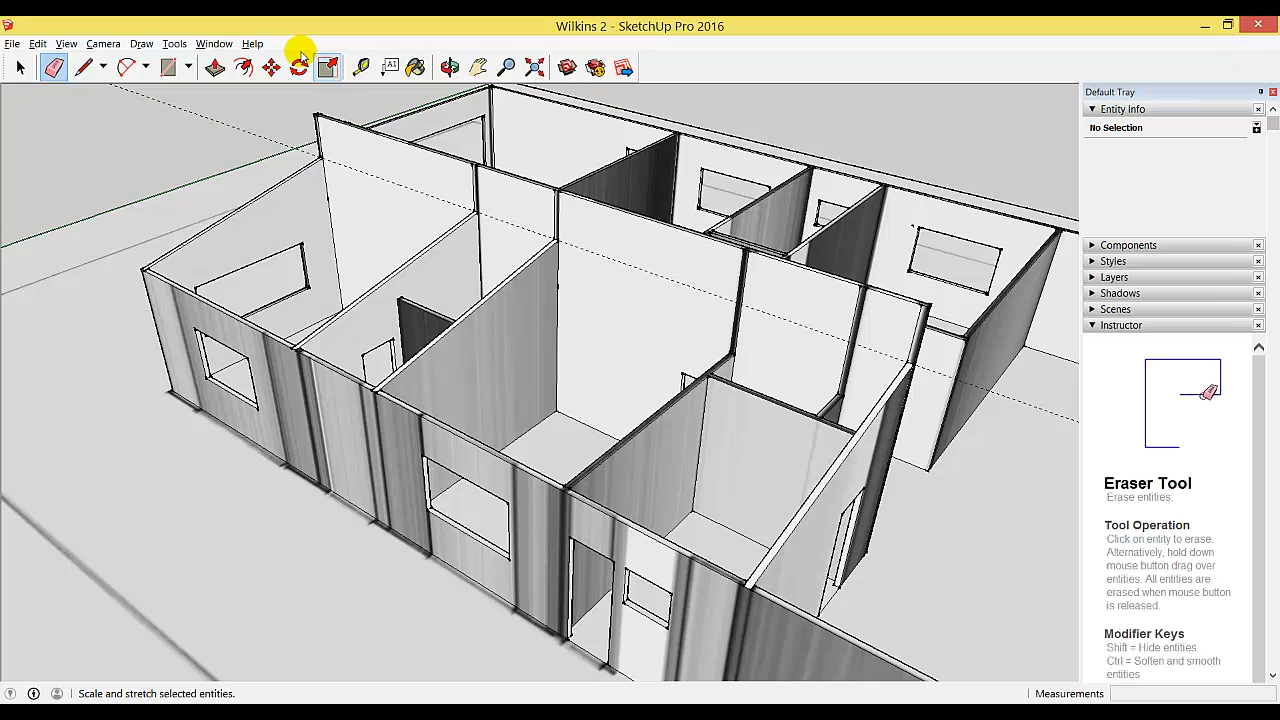 Wilkins 2 - SketchUp Pro 2016
File Edit View Camera Draw Tools Window Help
A1
Default Tray
Entity Info
No Selection
Components
Styles
Layers
Shadows
Scenes
Instructor
Eraser Tool
Erase entities.
Tool Operation
Click on entity to erase.
Alternatively, hold down
mouse button drag over
entities. All entities are
erased when mouse button
is released.
Modifier Keys
Shift = Hide entities
Ctrl = Soften and smooth
entities
Scale and stretch selected entities.
Measurements